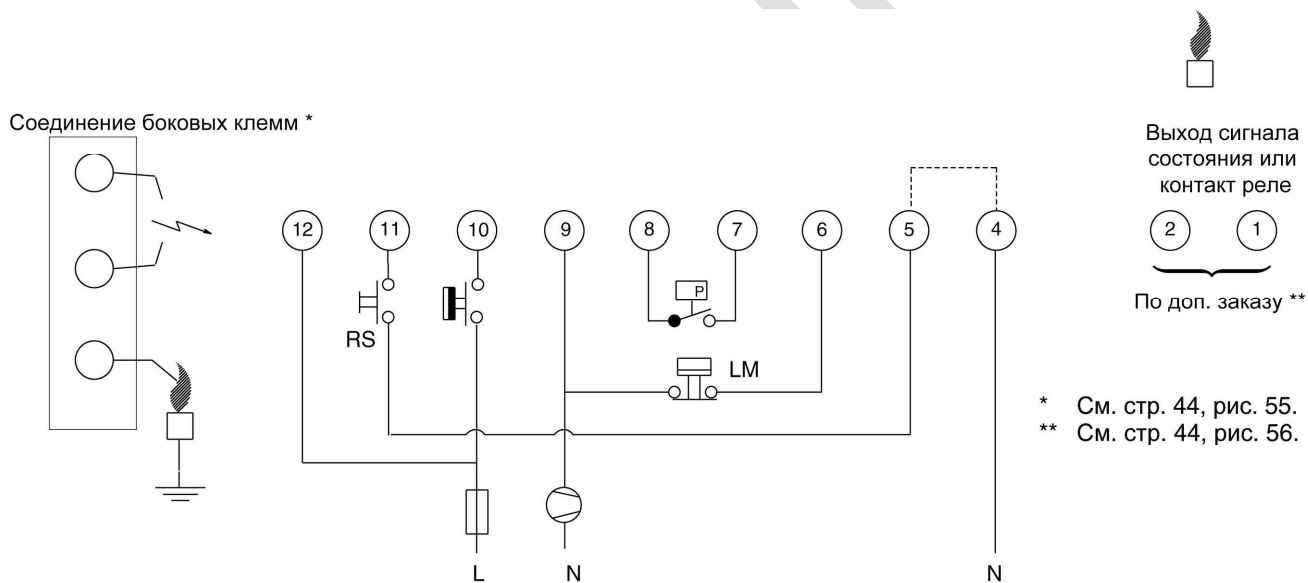 Соединение боковых клемм *
Выход сигнала
состояния или
контакт реле
12 11 10 9 8 7 6 5 4 2 1
P
RS
LM
По доп. заказу **
* См. стр. 44, рис. 55.
** См. стр. 44, рис. 56.
L N N